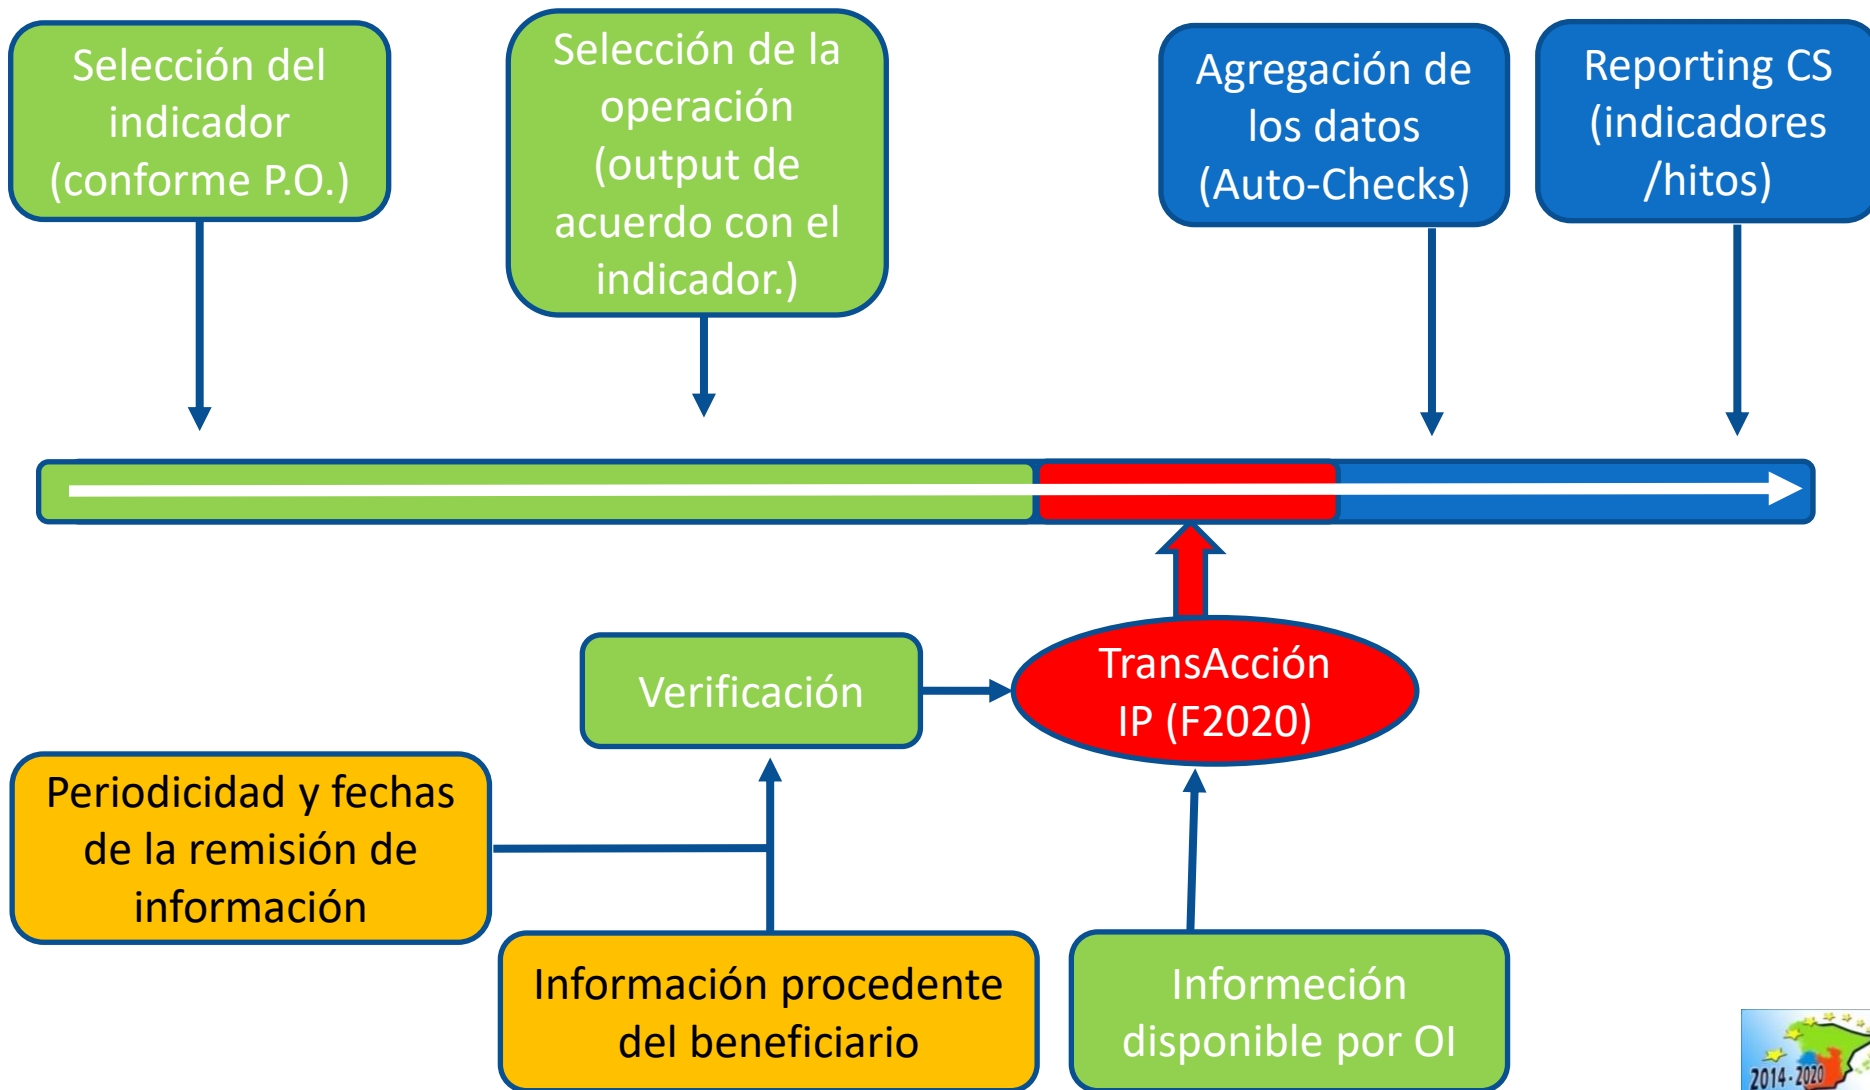 Selección del
indicador
(conforme P.O.)
Selección de la
operación
(output de
acuerdo con el
indicador.)
Agregación de
los datos
(Auto-Checks)
Reporting CS
(indicadores
/hitos)
Verificación
TransAcción
IP (F2020)
Periodicidad y fechas
de la remisión de
información
Información procedente
del beneficiario
Informeción
disponible por OI
2014-2020